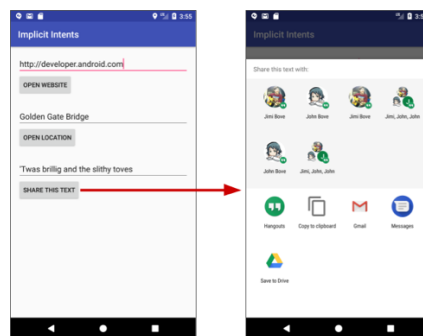 3:55
Implicit Intents
http://developer.android.com
OPEN WEBSITE
Golden Gate Bridge
OPEN LOCATION
'Twas brillig and the slithy toves
SHARE THIS TEXT
3:55
Implicit Intents
Share this text with:
Jimi Bove
John Bove
Jimi Bove
Jimi, John, John
John Bove
Jimi, John, John
Hangouts
Copy to clipboard
Gmail
Messages
Save to Drive